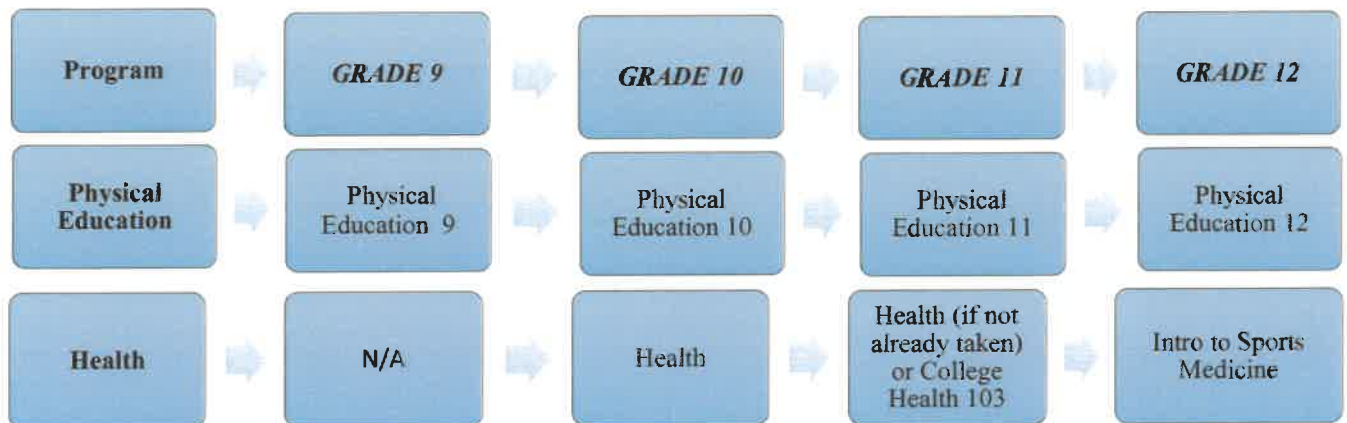 Program
GRADE 9
GRADE 10
GRADE 11
GRADE 12
Physical
Education
Physical
Education 9
Physical
Education 10
Physical
Education 11
Physical
Education 12
Health
N/A
Health
Health (if not
already taken)
or College
Health 103
Intro to Sports
Medicine